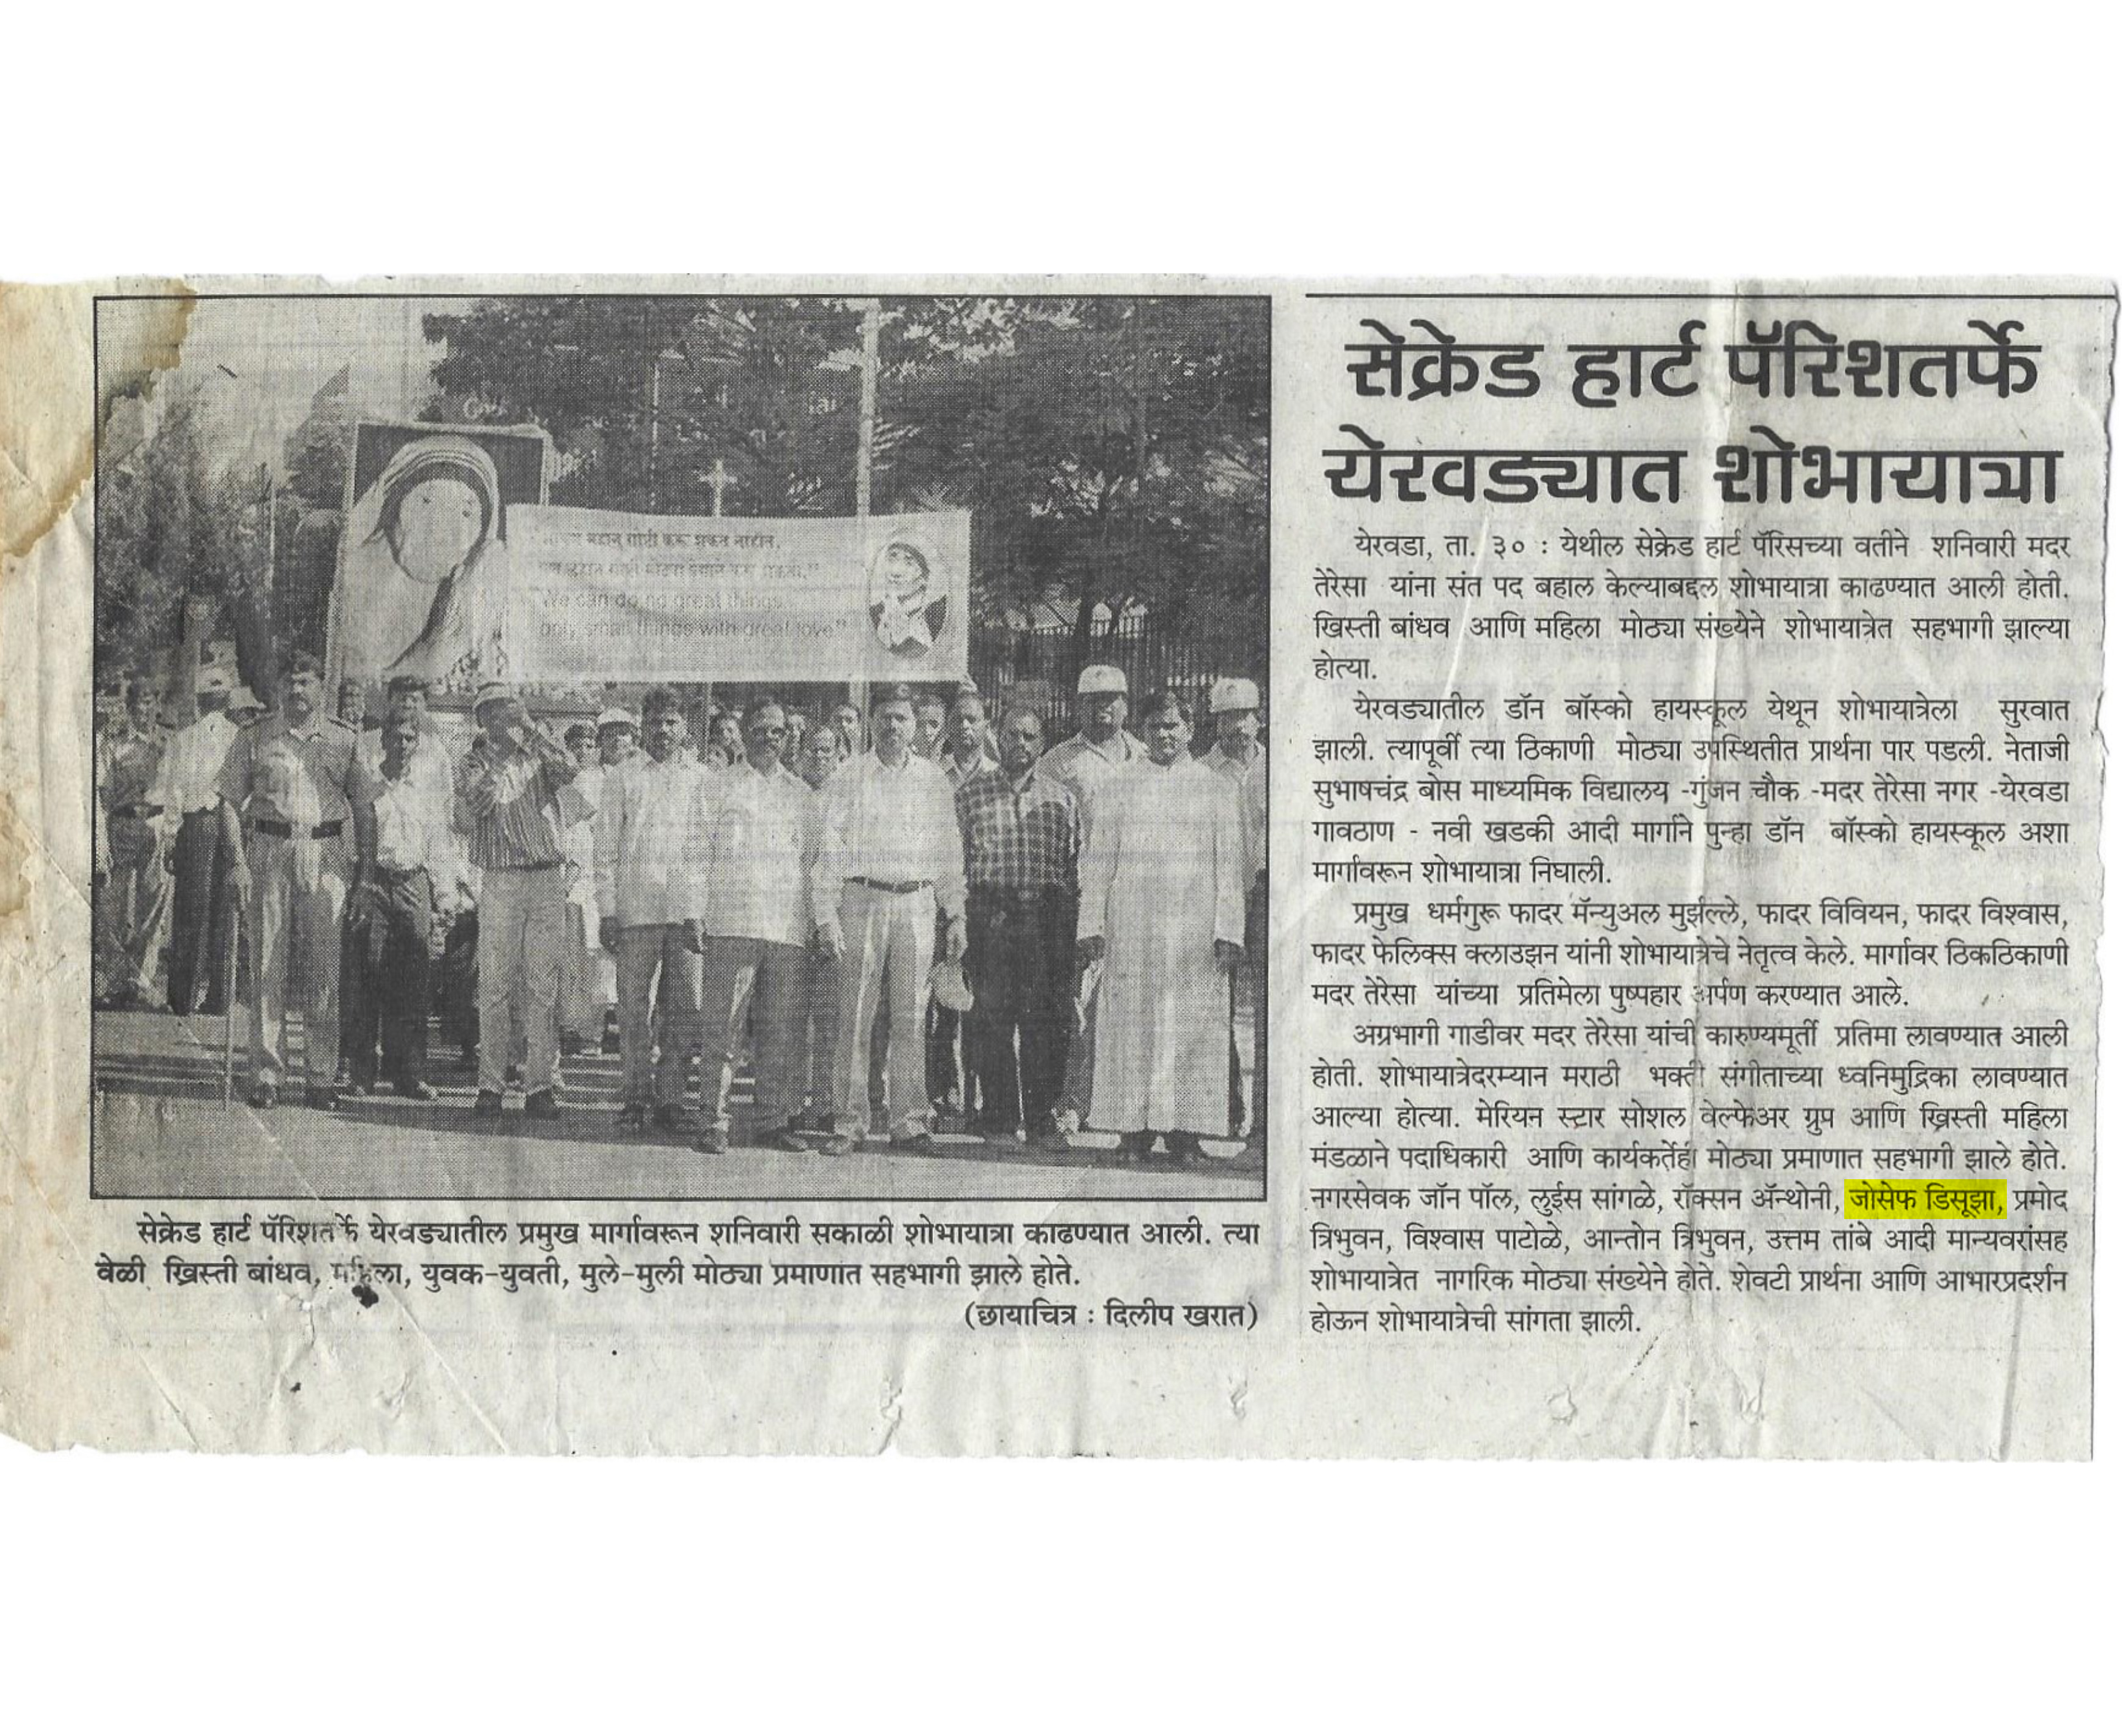 "We can do no great things
only small things with great love"
सेक्रेड हार्ट पॅरिशतर्फे येरवड्यातील प्रमुख मार्गावरून शनिवारी सकाळी शोभायात्रा काढण्यात आली. त्या
वेळी ख्रिस्ती बांधव, महिला, युवक-युवती, मुले-मुली मोठ्या प्रमाणात सहभागी झाले होते.
(छायाचित्र : दिलीप खरात)
सेक्रेड हार्ट पॅरिशतर्फे
येरवड्यात शोभायात्रा
येरवडा, ता. ३० : येथील सेक्रेड हार्ट पॅरिसच्या वतीने शनिवारी मदर
तेरेसा यांना संत पद बहाल केल्याबद्दल शोभायात्रा काढण्यात आली होती.
ख्रिस्ती बांधव आणि महिला मोठ्या संख्येने शोभायात्रेत सहभागी झाल्या
होत्या.
येरवड्यातील डॉन बॉस्को हायस्कूल येथून शोभायात्रेला सुरवात
झाली. त्यापूर्वी त्या ठिकाणी मोठ्या उपस्थितीत प्रार्थना पार पडली. नेताजी
सुभाषचंद्र बोस माध्यमिक विद्यालय -गुंजन चौक -मदर तेरेसा नगर -येरवडा
गावठाण - नवी खडकी आदी मार्गाने पुन्हा डॉन बॉस्को हायस्कूल अशा
मार्गावरून शोभायात्रा निघाली.
प्रमुख धर्मगुरू फादर मॅन्युअल मुर्झेल्ले, फादर विवियन, फादर विश्वास,
फादर फेलिक्स क्लाउझन यांनी शोभायात्रेचे नेतृत्व केले. मार्गावर ठिकठिकाणी
मदर तेरेसा यांच्या प्रतिमेला पुष्पहार अर्पण करण्यात आले.
अग्रभागी गाडीवर मदर तेरेसा यांची कारुण्यमूर्ती प्रतिमा लावण्यात आली
होती. शोभायात्रेदरम्यान मराठी भक्ती संगीताच्या ध्वनिमुद्रिका लावण्यात
आल्या होत्या. मेरियन स्टार सोशल वेल्फेअर ग्रुप आणि ख्रिस्ती महिला
मंडळाने पदाधिकारी आणि कार्यकर्तेही मोठ्या प्रमाणात सहभागी झाले होते.
नगरसेवक जॉन पॉल, लुईस सांगळे, रॉक्सन ॲन्थोनी, जोसेफ डिसूझा, प्रमोद
त्रिभुवन, विश्वास पाटोळे, आन्तोन त्रिभुवन, उत्तम तांबे आदी मान्यवरांसह
शोभायात्रेत नागरिक मोठ्या संख्येने होते. शेवटी प्रार्थना आणि आभारप्रदर्शन
होऊन शोभायात्रेची सांगता झाली.